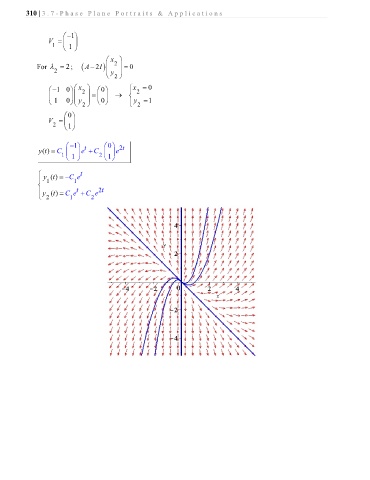 310 | 3.7-Phase Plane Portraits & Applications
V₁ = (−1 1)
For λ₂ = 2; (A−2I)(x₂ y₂) = 0
(−1 0 1 0)(x₂ y₂) = (0 0) → {x₂ = 0 y₂ = 1
V₂ = (0 1)
y(t) = C₁(−1 1)eᵗ + C₂(0 1)e²ᵗ
{y₁(t) = −C₁eᵗ
y₂(t) = C₁eᵗ + C₂e²ᵗ
4
2
−4 −2 0 2 4
−2
−4